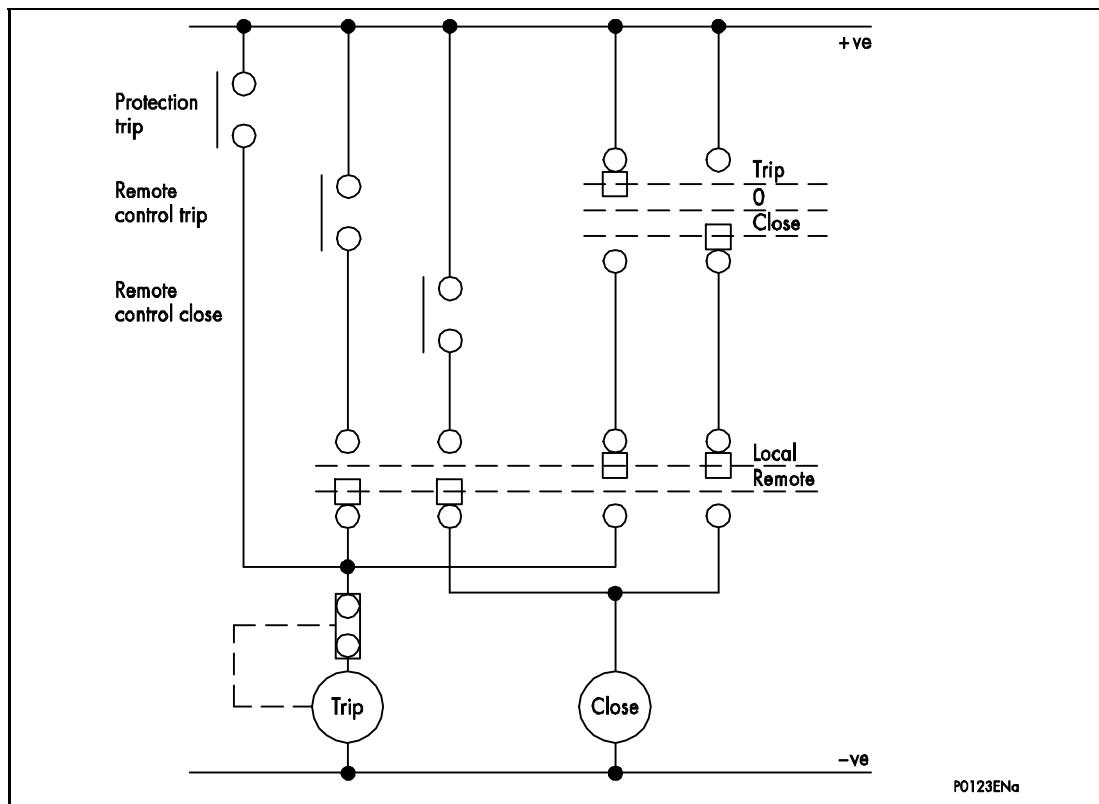 +ve
Protection
trip
Trip
Remote
control trip
0
Close
Remote
control close
Local
Remote
Trip
Close
-ve
P0123ENa